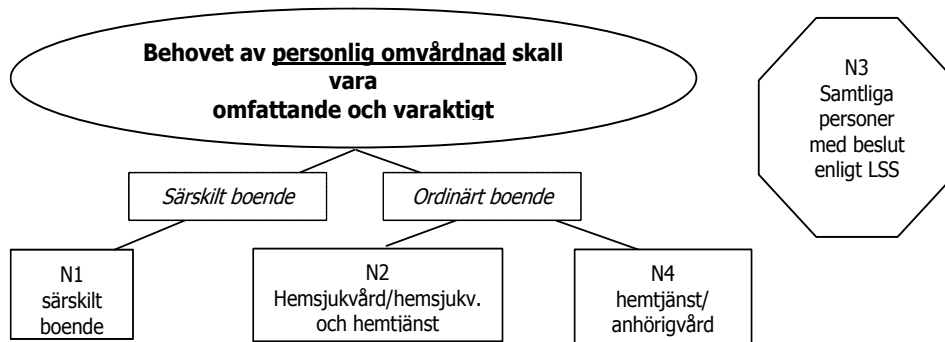 Behovet av personlig omvårdnad skall
vara
omfattande och varaktigt
N3
Samtliga
personer
med beslut
enligt LSS
Särskilt boende
Ordinärt boende
N1
särskilt
boende
N2
Hemsjukvård/hemsjukv.
och hemtjänst
N4
hemtjänst/
anhörigvård